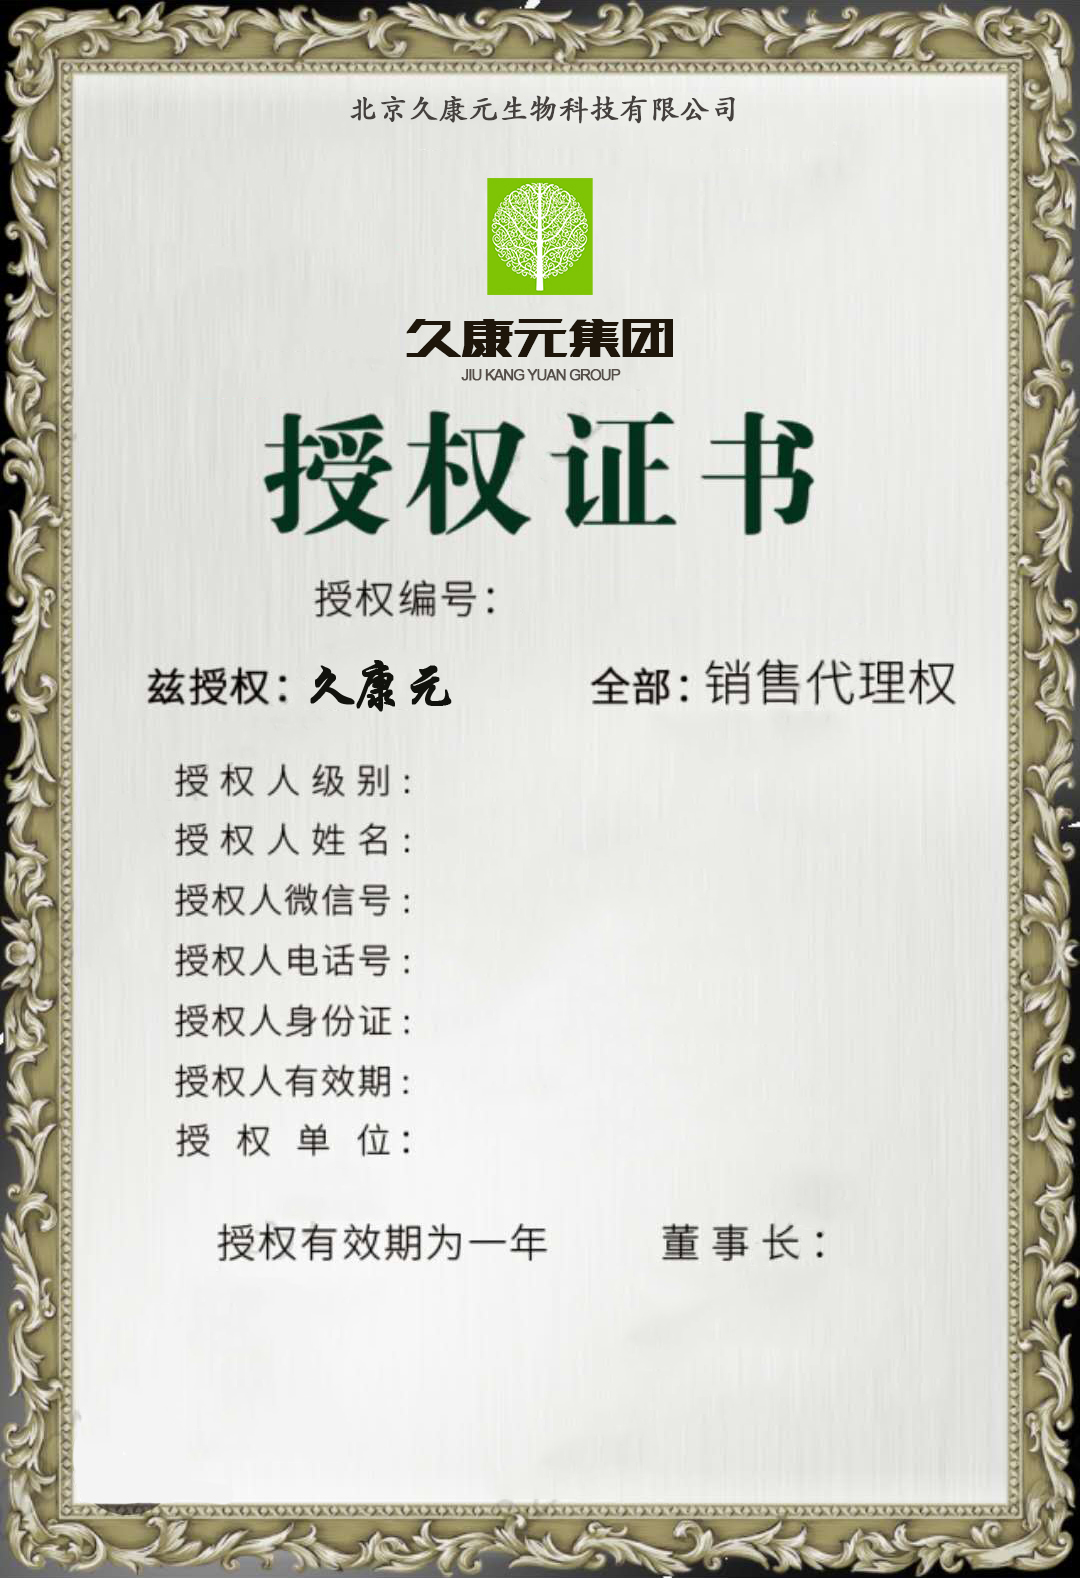 北京久康元生物科技有限公司
久康元集团
JIU KANG YUAN GROUP
授权证书
授权编号：
兹授权：久康元 全部：销售代理权
授权人级别：
授权人姓名：
授权人微信号：
授权人电话号：
授权人身份证：
授权人有效期：
授权单位：
授权有效期为一年 董事长：